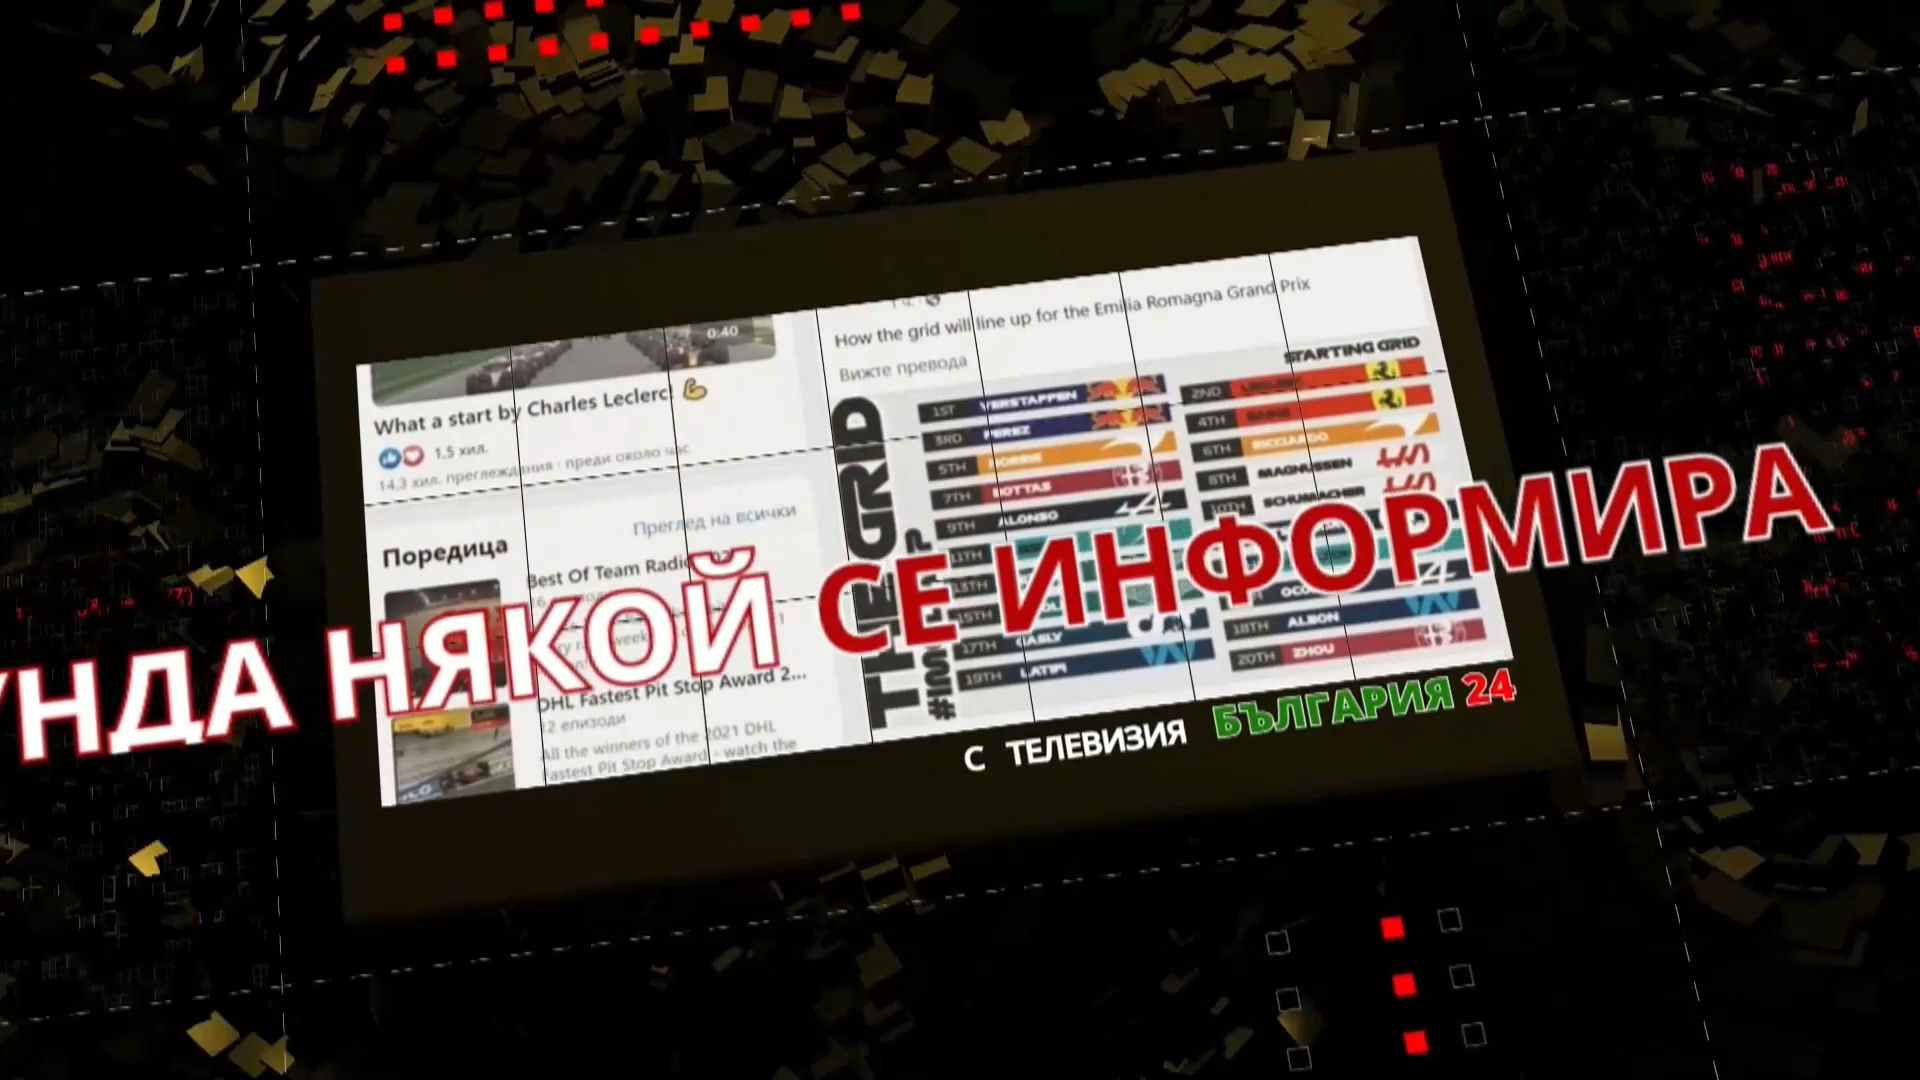 0:40
What a start by Charles Leclerc! 💪
1,5 хил.
14,3 хил. преглеждания · преди около час
Преглед на всички
Поредица
Best Of Team Radio
DHL Fastest Pit Stop Award 2...
12 епизоди
All the winners of the 2021 DHL
Fastest Pit Stop Award - watch the
How the grid will line up for the Emilia Romagna Grand Prix
Вижте превода
STARTING GRID
THE GRID
1ST VERSTAPPEN
2ND LECLERC
3RD PEREZ
4TH SAINZ
5TH NORRIS
6TH RICCIARDO
7TH BOTTAS
8TH MAGNUSSEN
9TH ALONSO
10TH SCHUMACHER
11TH
13TH
15TH
17TH GASLY
18TH ALBON
19TH LATIFI
20TH ZHOU
НЯКОЙ СЕ ИНФОРМИРА
С ТЕЛЕВИЗИЯ БЪЛГАРИЯ 24